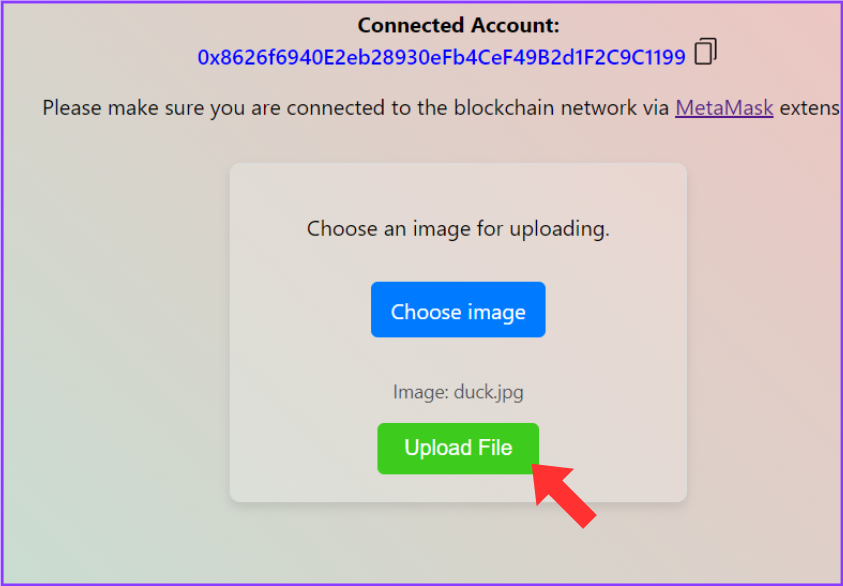 Connected Account:
0x8626f6940E2eb28930eFb4CeF49B2d1F2C9C1199
Please make sure you are connected to the blockchain network via MetaMask extens
Choose an image for uploading.
Choose image
Image: duck.jpg
Upload File